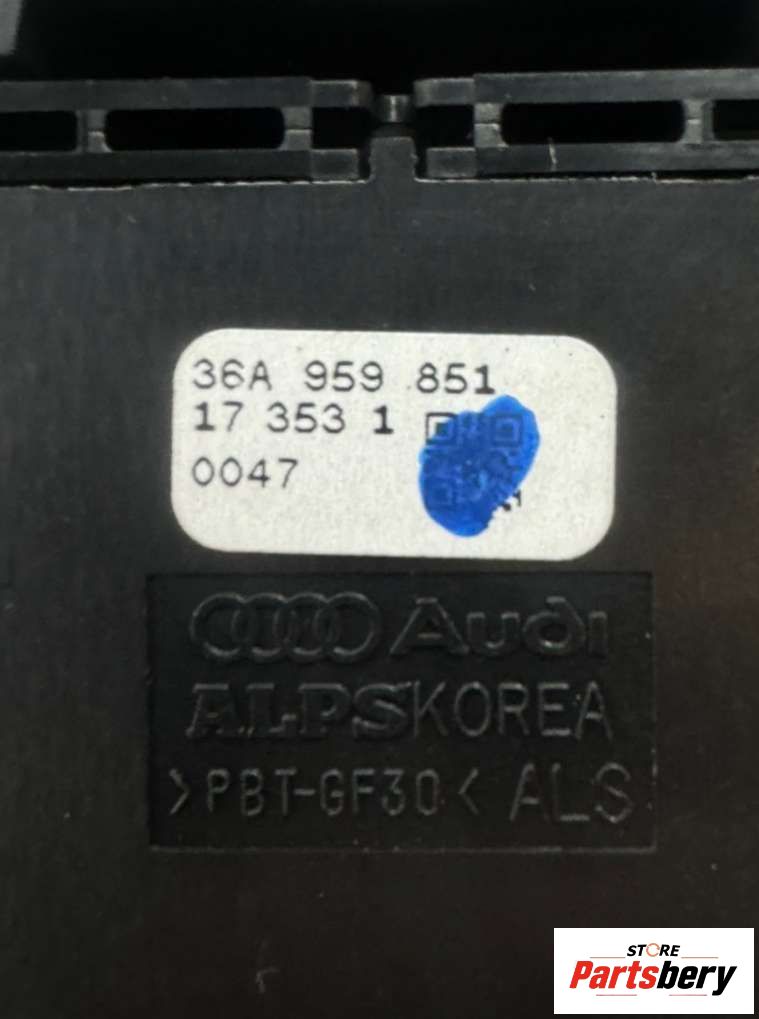 36A 959 851
17 353 1
0047
Audi
ALPSKOREA
>PBT-GF30< ALS
STORE
Partsbery